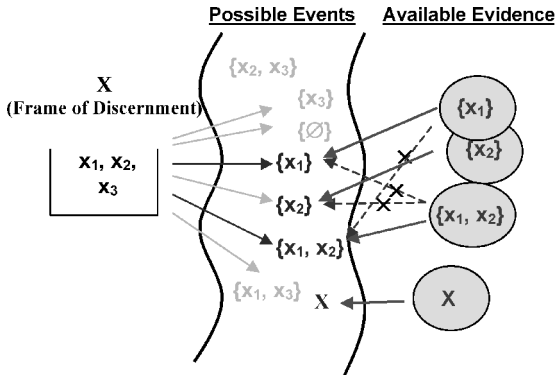 Possible Events
Available Evidence
X
(Frame of Discernment)
x₁, x₂,
x₃
{x₂, x₃}
{x₃}
{∅}
{x₁}
{x₂}
{x₁, x₂}
{x₁, x₃}
X
{x₁}
{x₂}
{x₁, x₂}
X